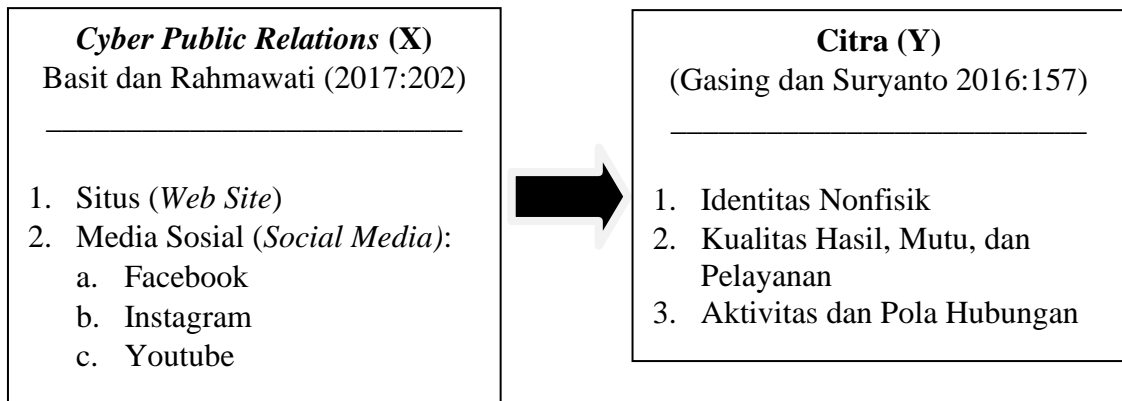 Cyber Public Relations (X)
Basit dan Rahmawati (2017:202)
1. Situs (Web Site)
2. Media Sosial (Social Media):
a. Facebook
b. Instagram
c. Youtube
Citra (Y)
(Gasing dan Suryanto 2016:157)
1. Identitas Nonfisik
2. Kualitas Hasil, Mutu, dan
Pelayanan
3. Aktivitas dan Pola Hubungan